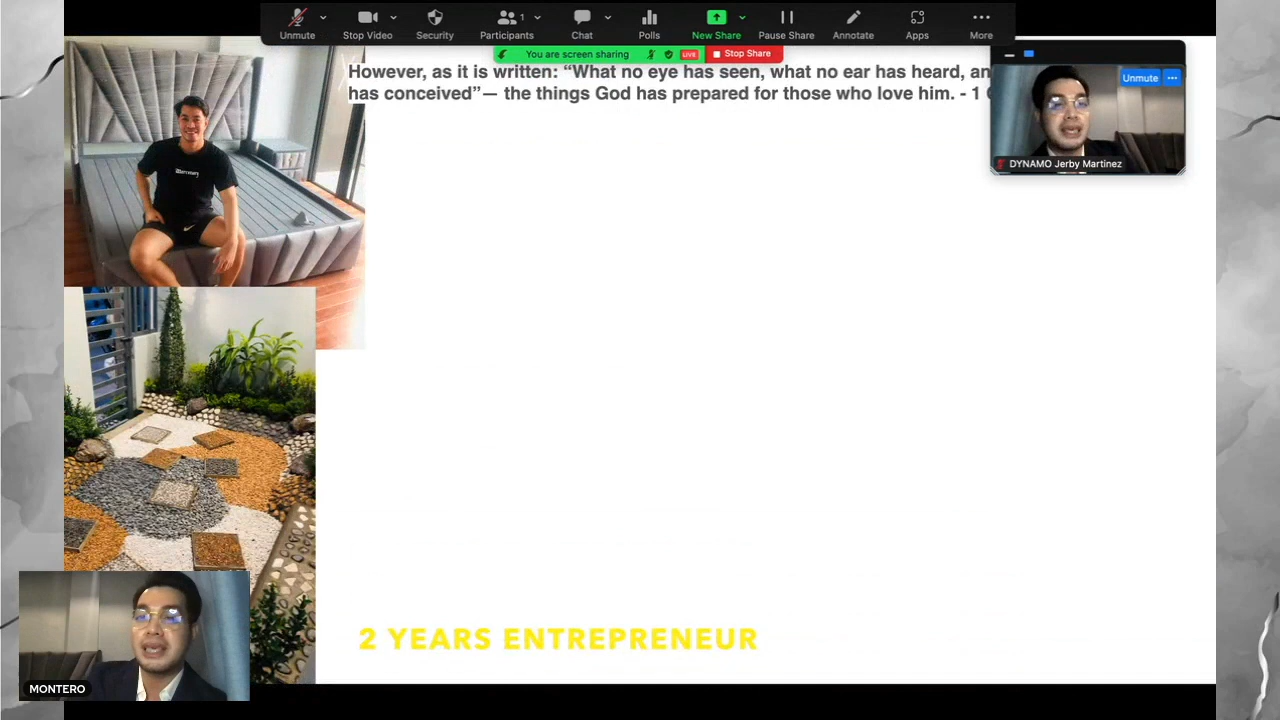 Unmute
Stop Video
Security
1
Participants
Chat
Polls
New Share
Pause Share
Annotate
Apps
More
You are screen sharing
LIVE
Stop Share
However, as it is written: “What no eye has seen, what no ear has heard, an
has conceived”— the things God has prepared for those who love him. - 1
Unmute
DYNAMO Jerby Martinez
2 YEARS ENTREPRENEUR
MONTERO